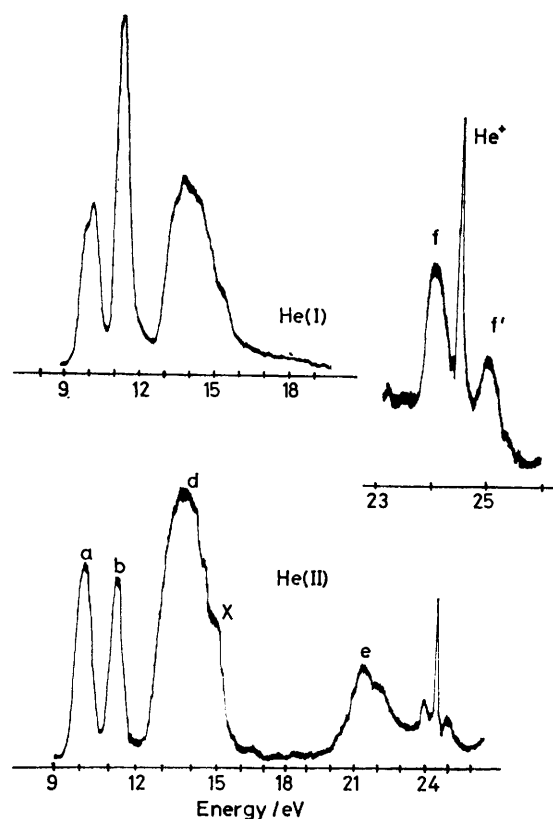 He(I)
9 12 15 18
He⁺
f
f'
23 25
a
b
d
X
e
He(II)
9 12 15 18 21 24
Energy /eV